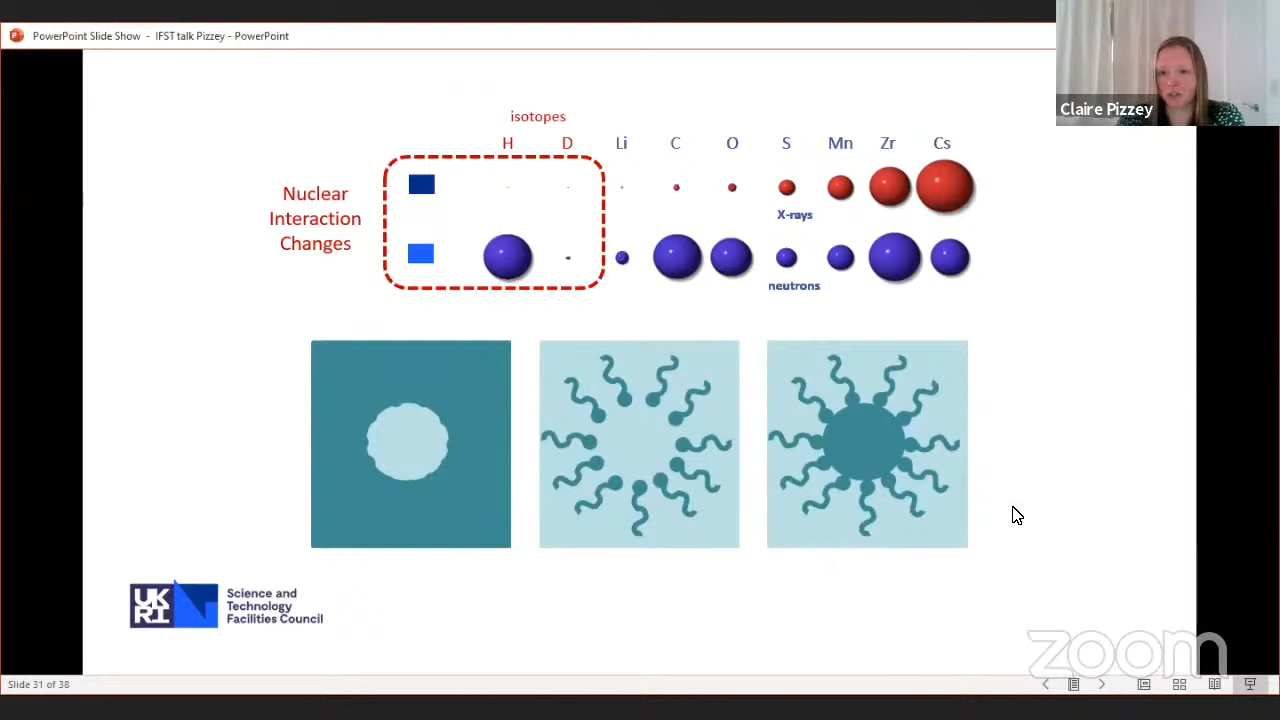 PowerPoint Slide Show - IFST talk Pizzey - PowerPoint
Claire Pizzey
isotopes
H D Li C O S Mn Zr Cs
Nuclear
Interaction
Changes
X-rays
neutrons
UK
RI
Science and
Technology
Facilities Council
zoom
Slide 31 of 38